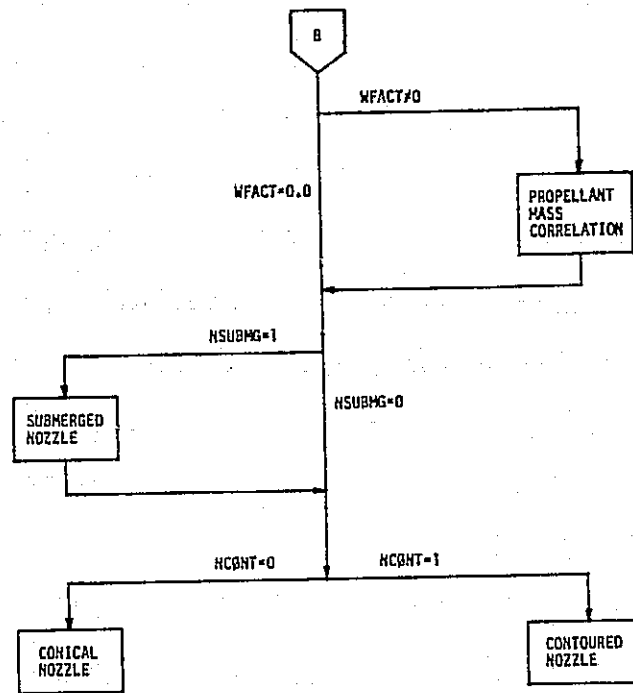 B
WFACT≠0
WFACT=0.0
PROPELLANT
MASS
CORRELATION
NSUBMG=1
NSUBMG=0
SUBMERGED
NOZZLE
NCØNT=0
NCØNT=1
CONICAL
NOZZLE
CONTOURED
NOZZLE